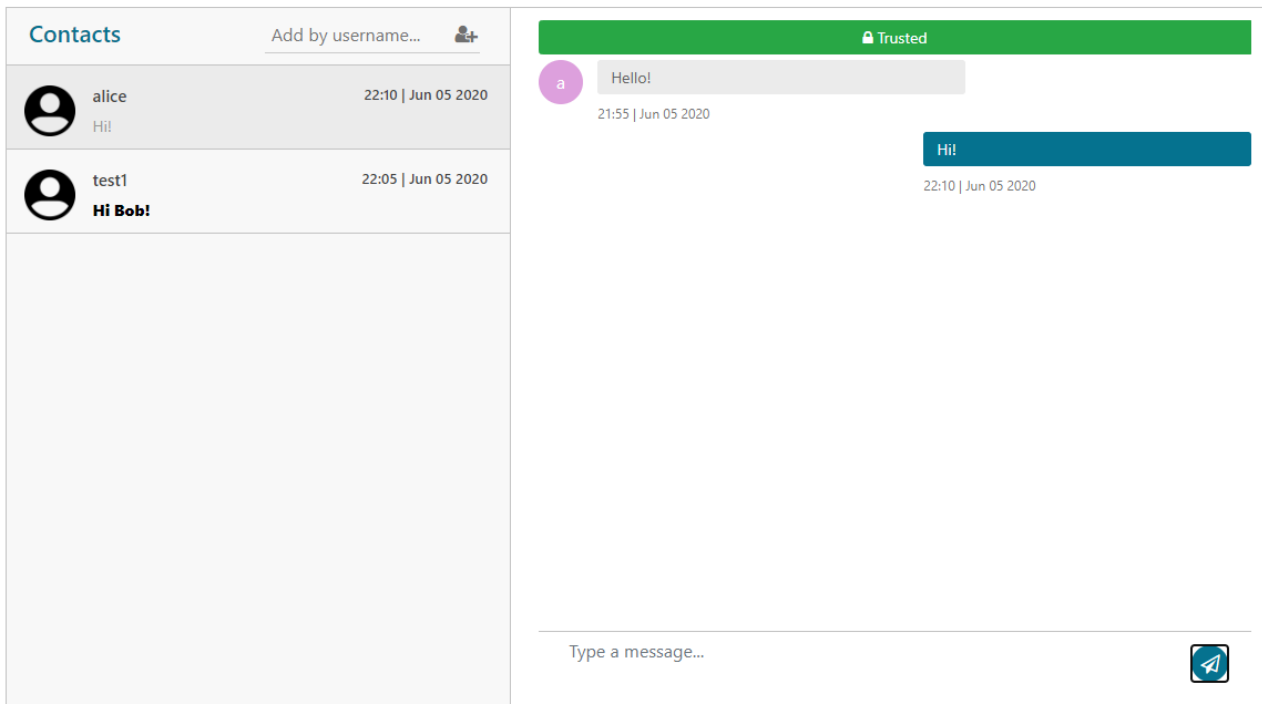 Contacts
Add by username...
alice
22:10 | Jun 05 2020
Hi!
test1
22:05 | Jun 05 2020
Hi Bob!
Trusted
a
Hello!
21:55 | Jun 05 2020
Hi!
22:10 | Jun 05 2020
Type a message...